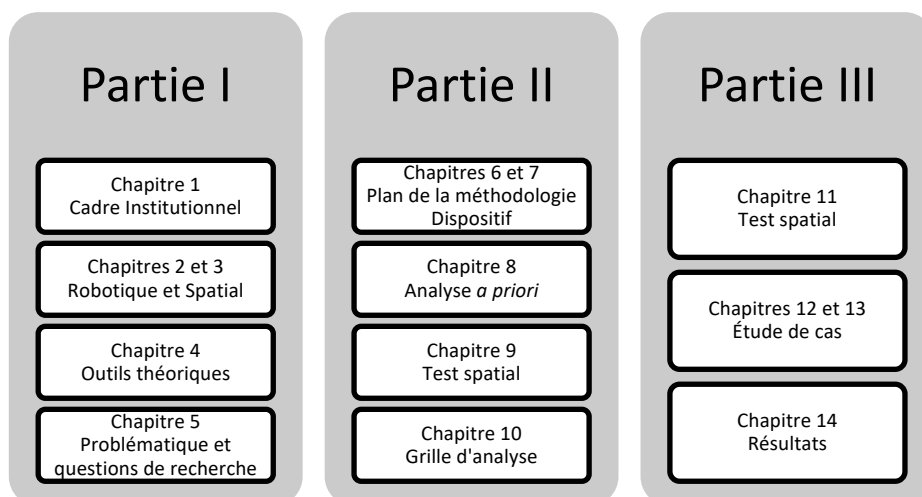 Partie I
Chapitre 1
Cadre Institutionnel
Chapitres 2 et 3
Robotique et Spatial
Chapitre 4
Outils théoriques
Chapitre 5
Problématique et
questions de recherche
Partie II
Chapitres 6 et 7
Plan de la méthodologie
Dispositif
Chapitre 8
Analyse a priori
Chapitre 9
Test spatial
Chapitre 10
Grille d'analyse
Partie III
Chapitre 11
Test spatial
Chapitres 12 et 13
Étude de cas
Chapitre 14
Résultats